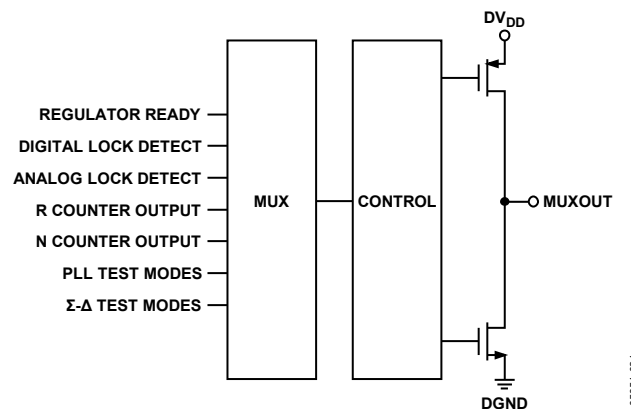 DVDD
REGULATOR READY
DIGITAL LOCK DETECT
ANALOG LOCK DETECT
R COUNTER OUTPUT
N COUNTER OUTPUT
PLL TEST MODES
Σ-Δ TEST MODES
MUX
CONTROL
MUXOUT
DGND